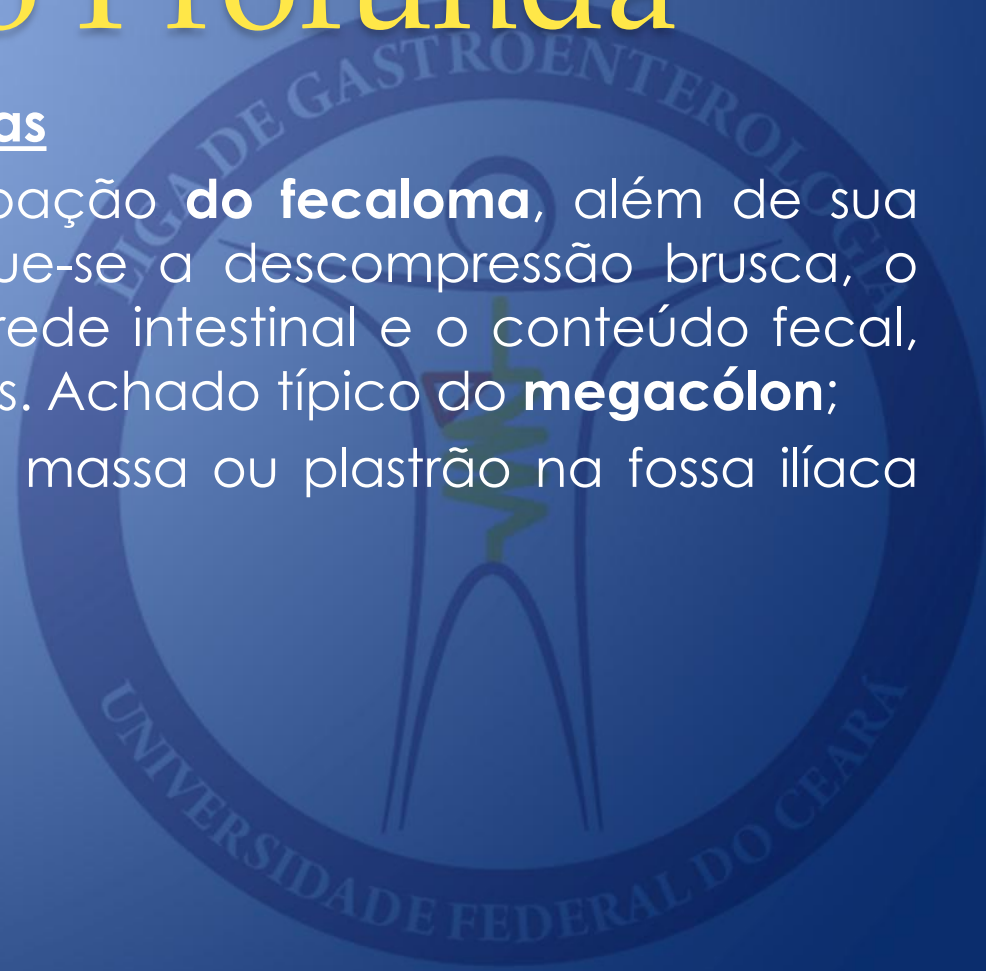 o Profunda
as
LIGA DE GASTROENTEROLOGIA
pação do fecaloma, além de sua
ue-se a descompressão brusca, o
rede intestinal e o conteúdo fecal,
s. Achado típico do megacólon;
massa ou plastrão na fossa ilíaca
UNIVERSIDADE FEDERAL DO CEARÁ